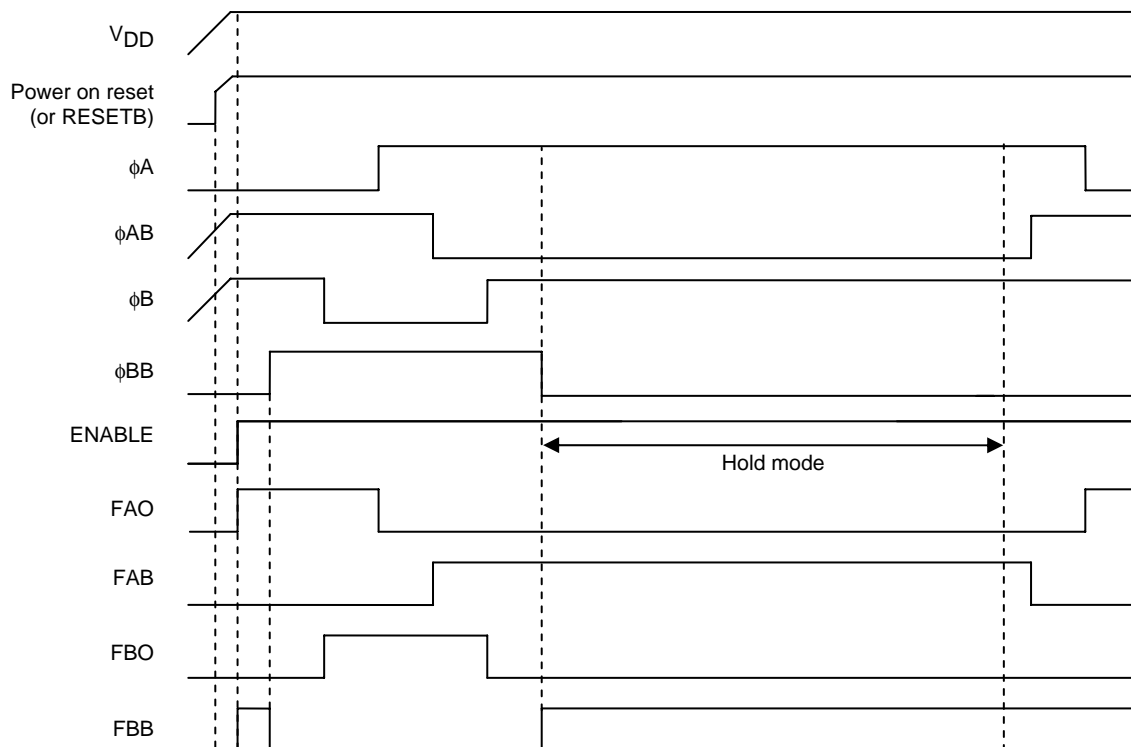 VDD
Power on reset
(or RESETB)
ϕA
ϕAB
ϕB
ϕBB
ENABLE
Hold mode
FAO
FAB
FBO
FBB